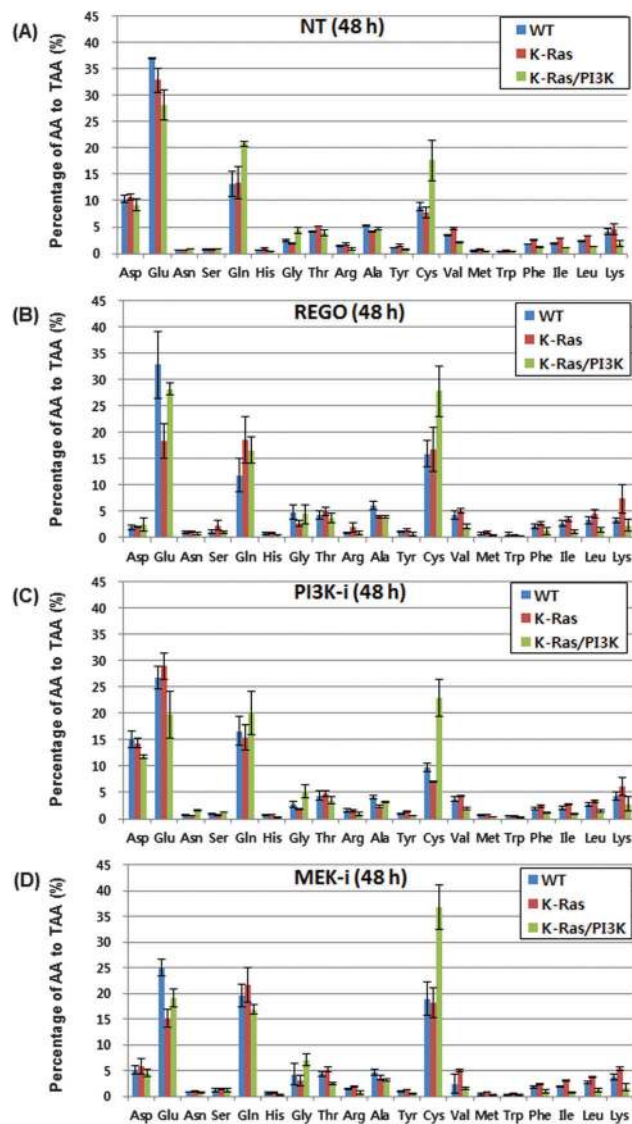 (A)
NT (48 h)
WT
K-Ras
K-Ras/PI3K
Percentage of AA to TAA (%)
45
40
35
30
25
20
15
10
5
0
Asp Glu Asn Ser Gln His Gly Thr Arg Ala Tyr Cys Val Met Trp Phe Ile Leu Lys
(B)
REGO (48 h)
WT
K-Ras
K-Ras/PI3K
Percentage of AA to TAA (%)
45
40
35
30
25
20
15
10
5
0
Asp Glu Asn Ser Gln His Gly Thr Arg Ala Tyr Cys Val Met Trp Phe Ile Leu Lys
(C)
PI3K-i (48 h)
WT
K-Ras
K-Ras/PI3K
Percentage of AA to TAA (%)
45
40
35
30
25
20
15
10
5
0
Asp Glu Asn Ser Gln His Gly Thr Arg Ala Tyr Cys Val Met Trp Phe Ile Leu Lys
(D)
MEK-i (48 h)
WT
K-Ras
K-Ras/PI3K
Percentage of AA to TAA (%)
45
40
35
30
25
20
15
10
5
0
Asp Glu Asn Ser Gln His Gly Thr Arg Ala Tyr Cys Val Met Trp Phe Ile Leu Lys